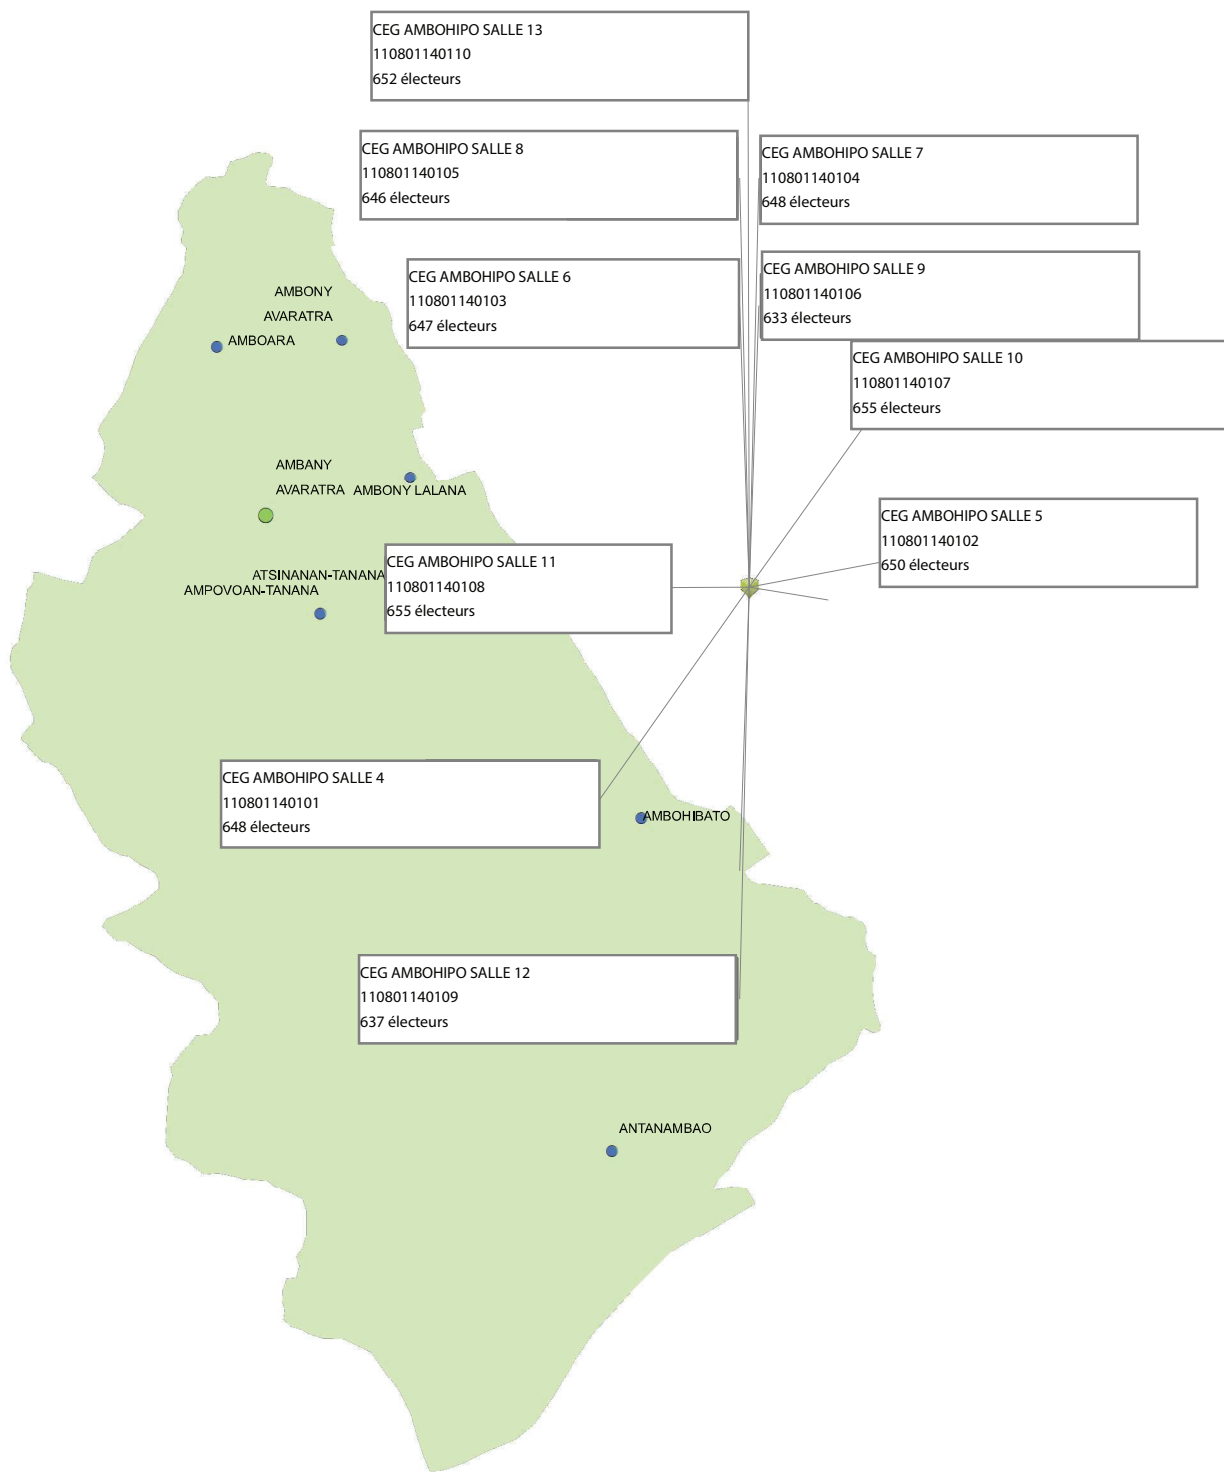 CEG AMBOHIPO SALLE 13
110801140110
652 électeurs
CEG AMBOHIPO SALLE 8
110801140105
646 électeurs
CEG AMBOHIPO SALLE 7
110801140104
648 électeurs
CEG AMBOHIPO SALLE 6
110801140103
647 électeurs
CEG AMBOHIPO SALLE 9
110801140106
633 électeurs
AMBONY
AVARATRA
AMBOARA
CEG AMBOHIPO SALLE 10
110801140107
655 électeurs
AMBANY
AVARATRA
AMBONY LALANA
CEG AMBOHIPO SALLE 5
110801140102
650 électeurs
CEG AMBOHIPO SALLE 11
110801140108
655 électeurs
ATSINANAN-TANANA
AMPOVOAN-TANANA
CEG AMBOHIPO SALLE 4
110801140101
648 électeurs
AMBOHIBATO
CEG AMBOHIPO SALLE 12
110801140109
637 électeurs
ANTANAMBAO